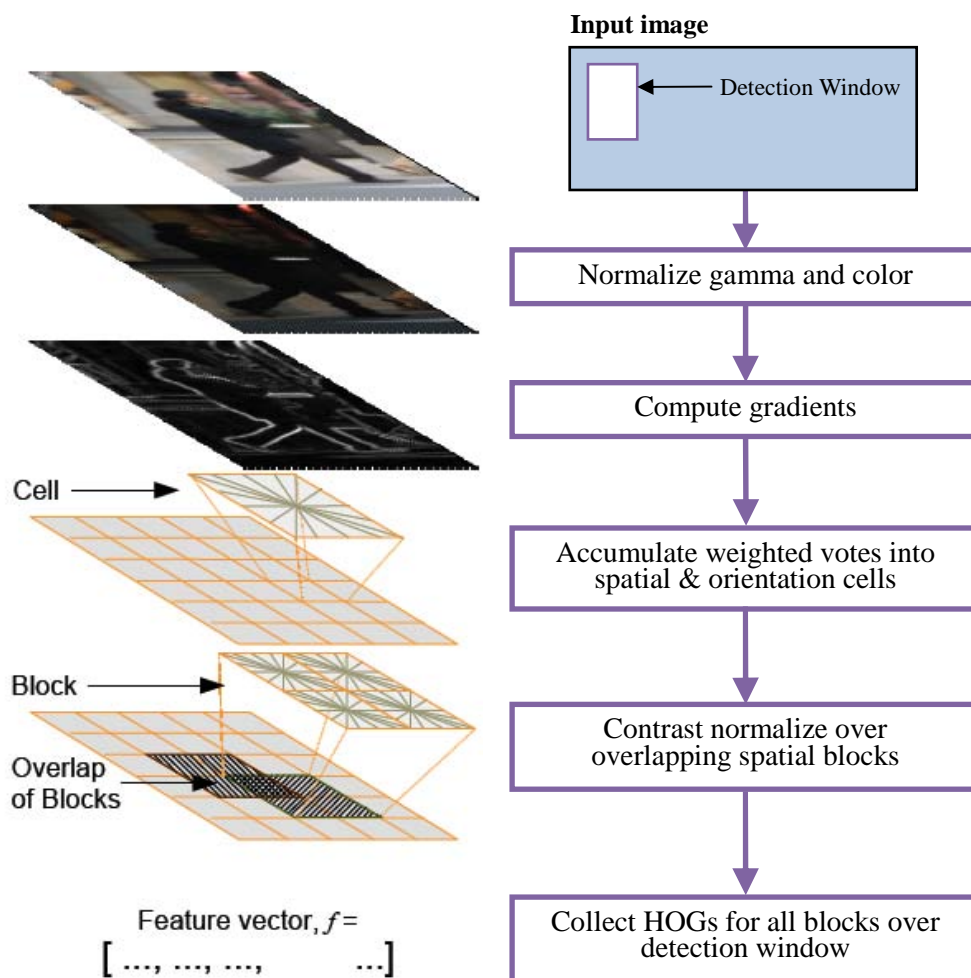 Input image
Detection Window
Normalize gamma and color
Compute gradients
Cell
Accumulate weighted votes into
spatial & orientation cells
Block
Contrast normalize over
overlapping spatial blocks
Overlap
of Blocks
Feature vector, f =
[ ..., ..., ..., ...]
Collect HOGs for all blocks over
detection window